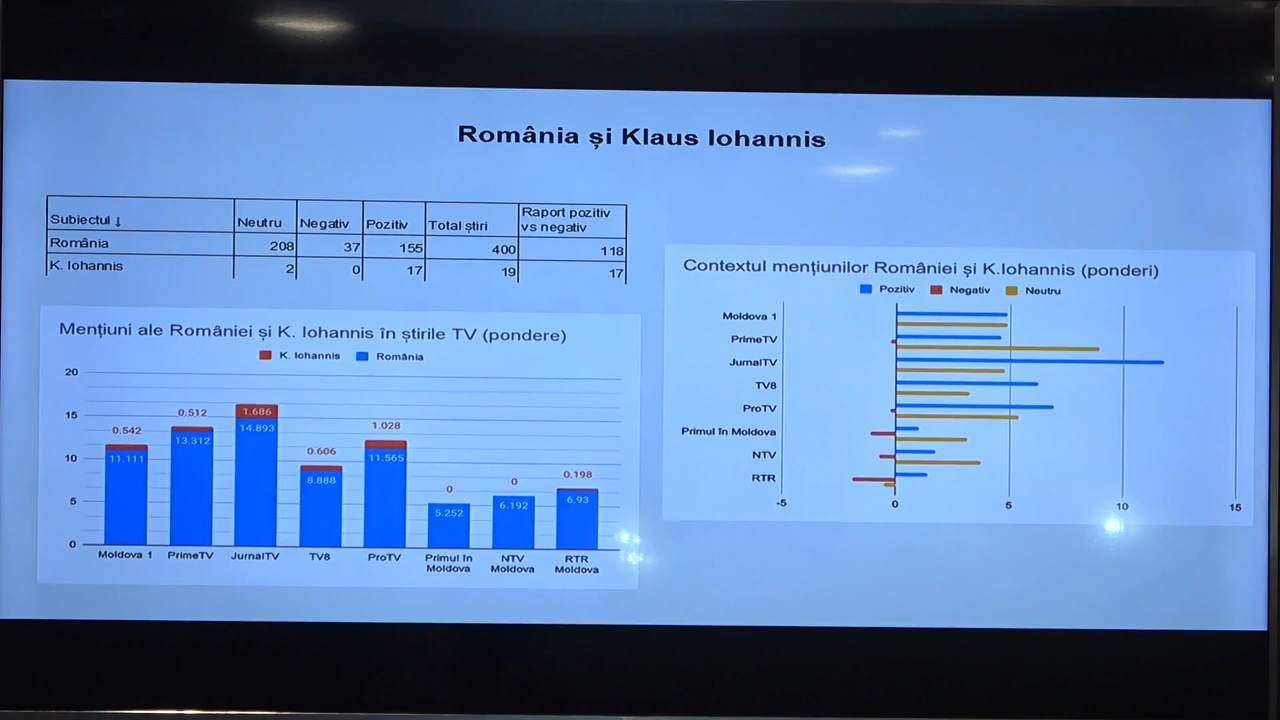 România și Klaus Iohannis
Subiectul ↓ Neutru Negativ Pozitiv Total știri Raport pozitiv vs negativ
România 208 37 155 400 118
K. Iohannis 2 0 17 19 17
Mențiuni ale României și K. Iohannis în știrile TV (pondere)
K. Iohannis România
20
15
10
5
0
0.542 0.512 1.686 0.606 1.028 0 0 0.198
11.111 13.312 14.893 8.888 11.565 5.252 6.192 6.93
Moldova 1 PrimeTV JurnalTV TV8 ProTV Primul în Moldova NTV Moldova RTR Moldova
Contextul mențiunilor României și K.Iohannis (ponderi)
Pozitiv Negativ Neutru
Moldova 1
PrimeTV
JurnalTV
TV8
ProTV
Primul în Moldova
NTV
RTR
-5 0 5 10 15